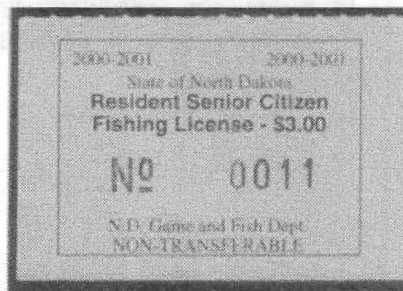 2000-2001 2000-2001
State of North Dakota
Resident Senior Citizen
Fishing License - $3.00
Nº 0011
N.D. Game and Fish Dept.
NON-TRANSFERABLE